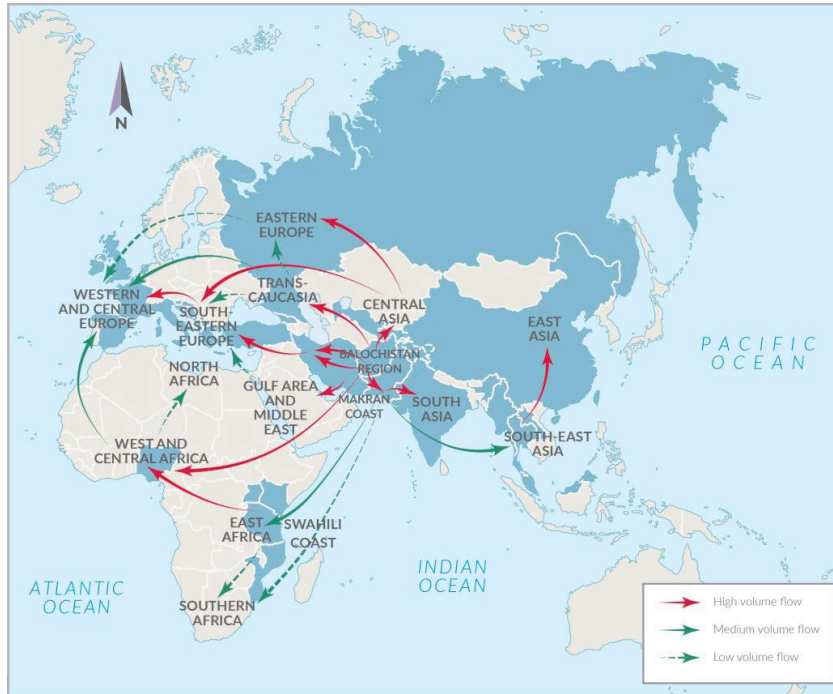 N
EASTERN
EUROPE
WESTERN
AND CENTRAL
EUROPE
TRANS-
CAUCASIA
SOUTH-
EASTERN
EUROPE
CENTRAL
ASIA
EAST
ASIA
PACIFIC
OCEAN
NORTH
AFRICA
BALOCHISTAN
REGION
GULF AREA
AND
MIDDLE
EAST
MAKRAN
COAST
SOUTH
ASIA
SOUTH-EAST
ASIA
WEST AND
CENTRAL AFRICA
EAST
AFRICA
SWAHILI
COAST
INDIAN
OCEAN
ATLANTIC
OCEAN
SOUTHERN
AFRICA
High volume flow
Medium volume flow
Low volume flow